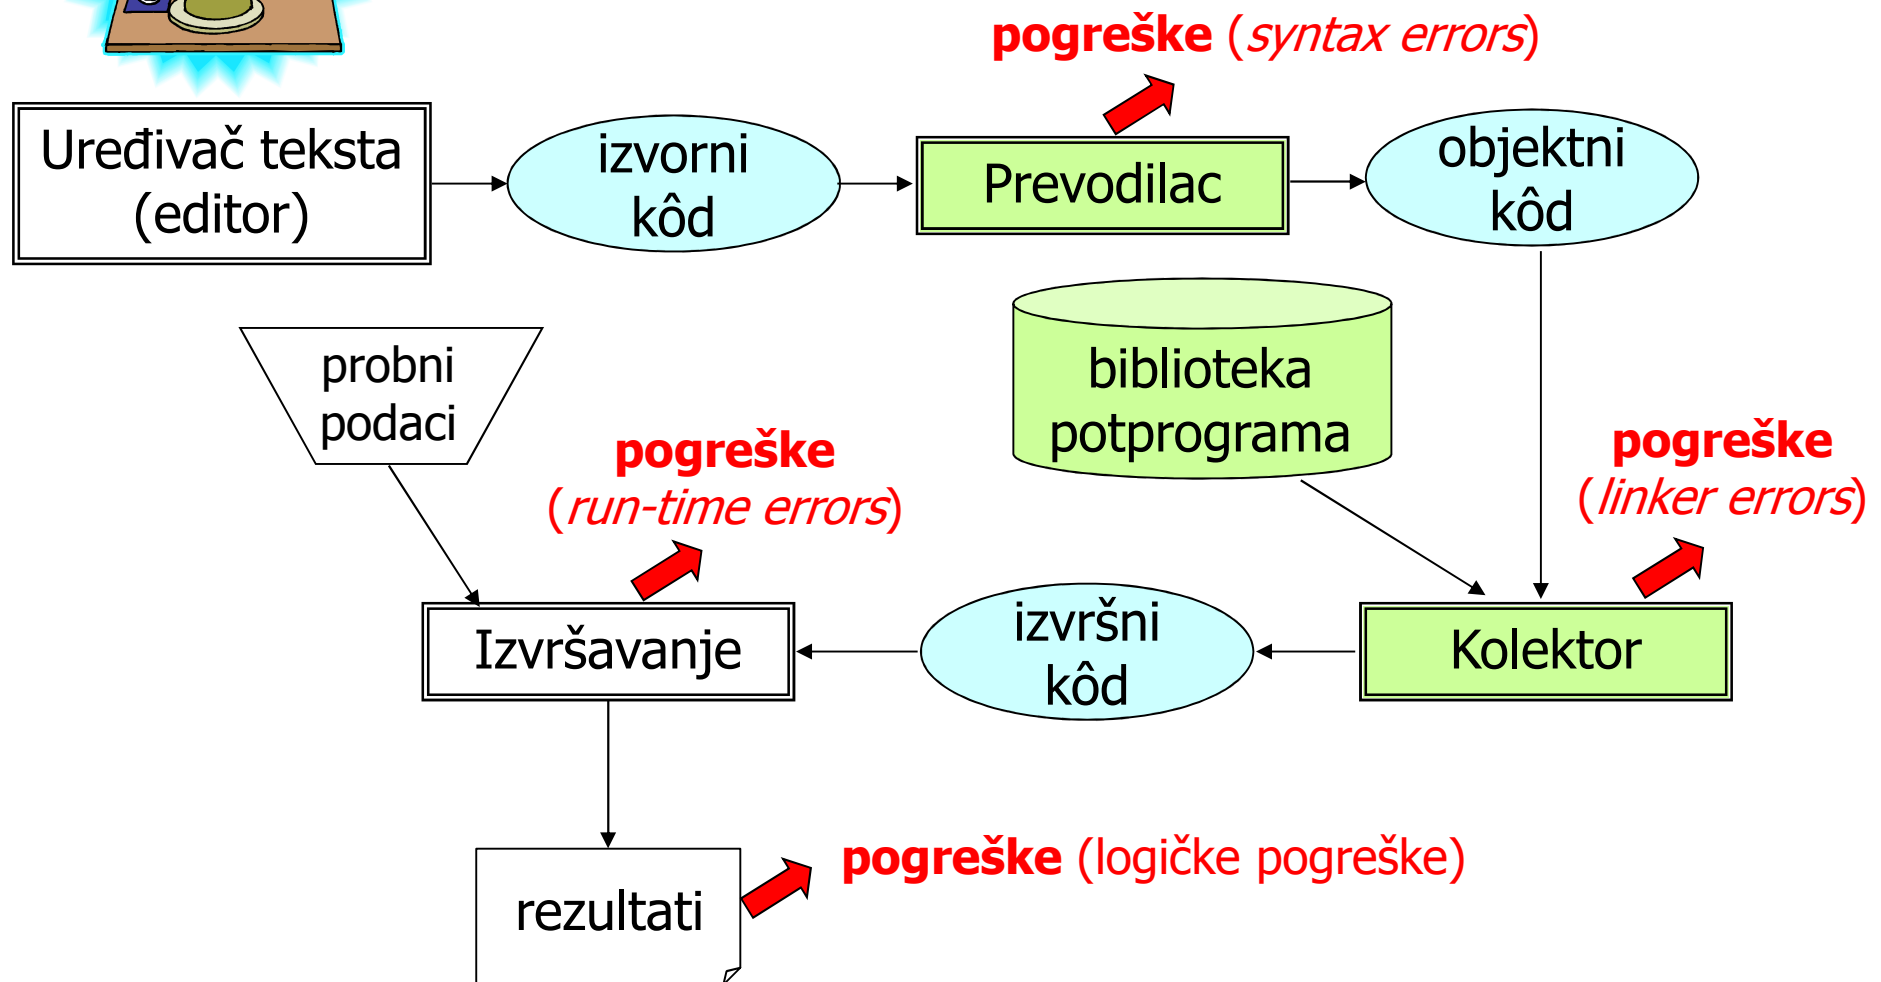 pogreške (syntax errors)
Uređivač teksta
(editor)
izvorni
kôd
Prevodilac
objektni
kôd
probni
podaci
biblioteka
potprograma
pogreške
(run-time errors)
pogreške
(linker errors)
Izvršavanje
izvršni
kôd
Kolektor
pogreške (logičke pogreške)
rezultati